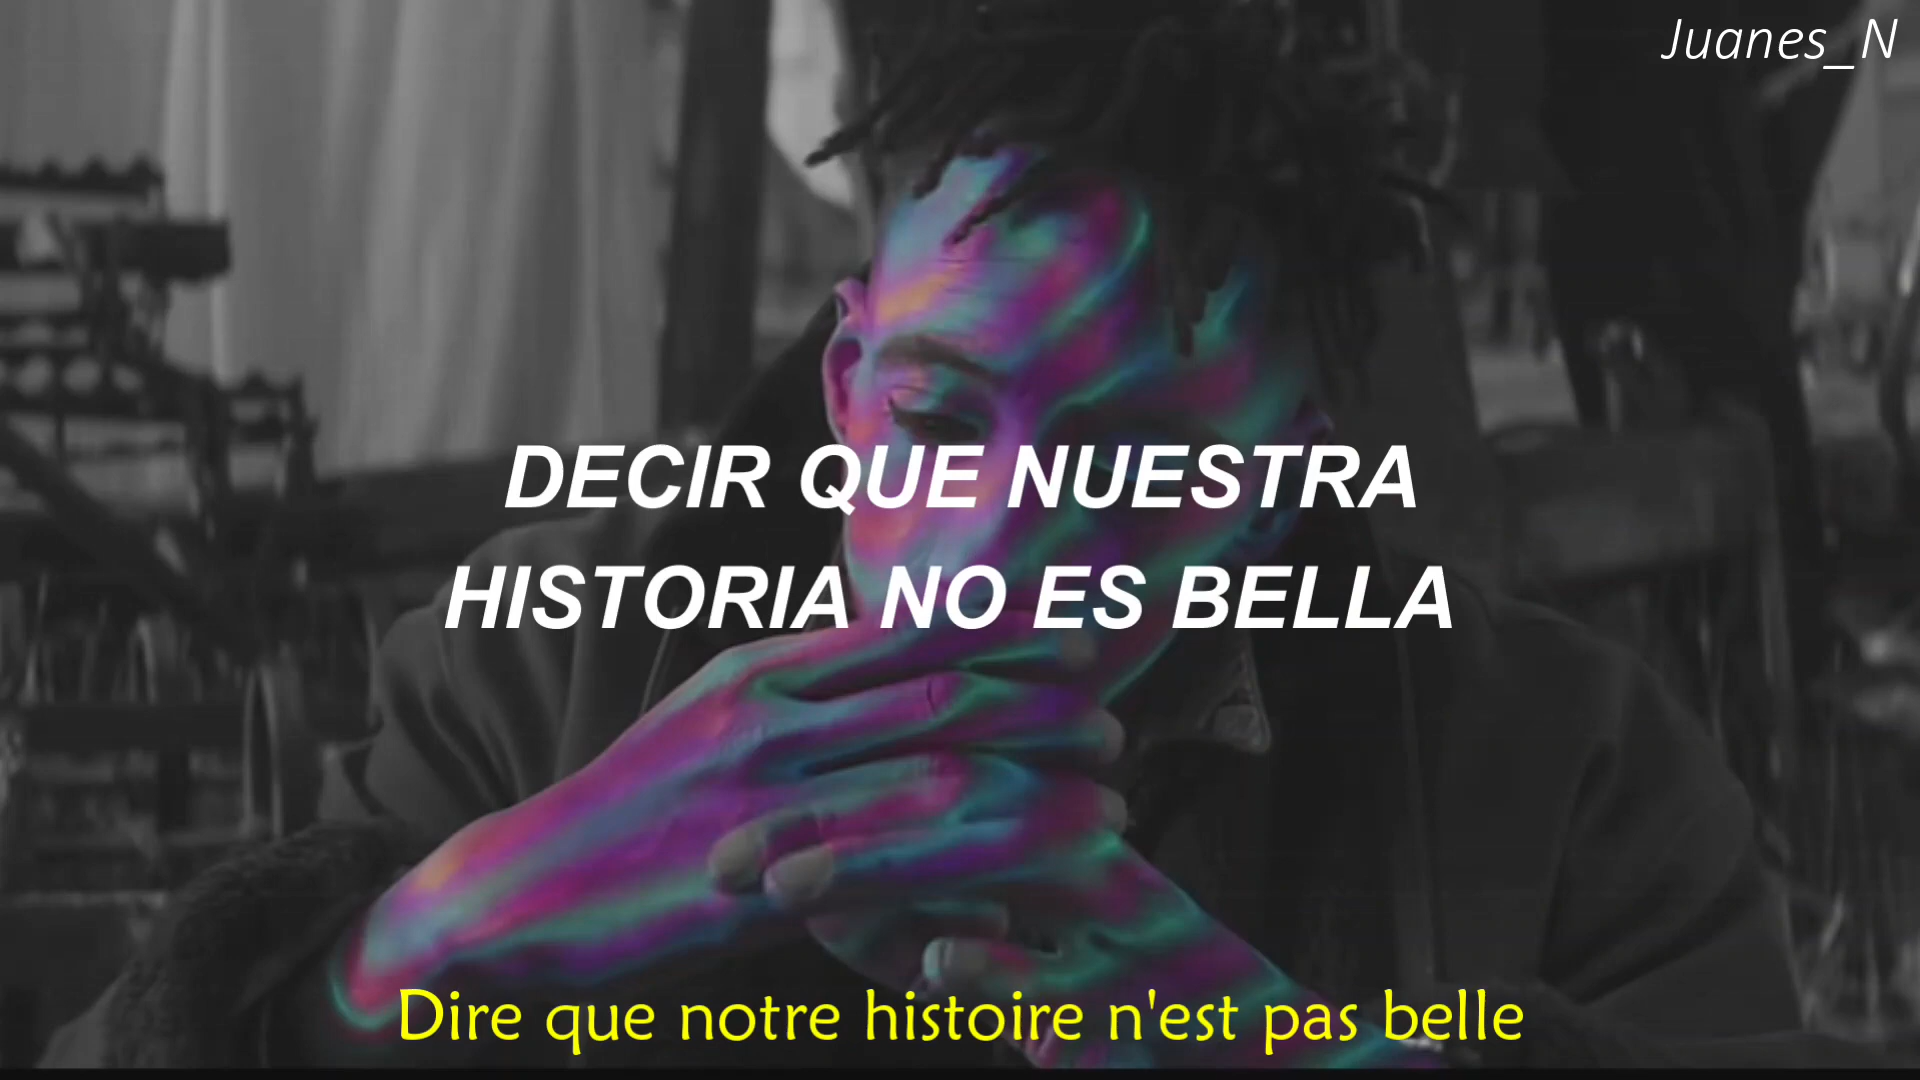 Juanes_N
DECIR QUE NUESTRA
HISTORIA NO ES BELLA
Dire que notre histoire n'est pas belle